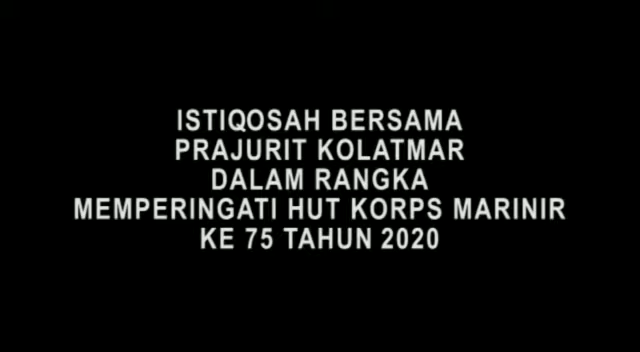 ISTIQOSAH BERSAMA
PRAJURIT KOLATMAR
DALAM RANGKA
MEMPERINGATI HUT KORPS MARINIR
KE 75 TAHUN 2020